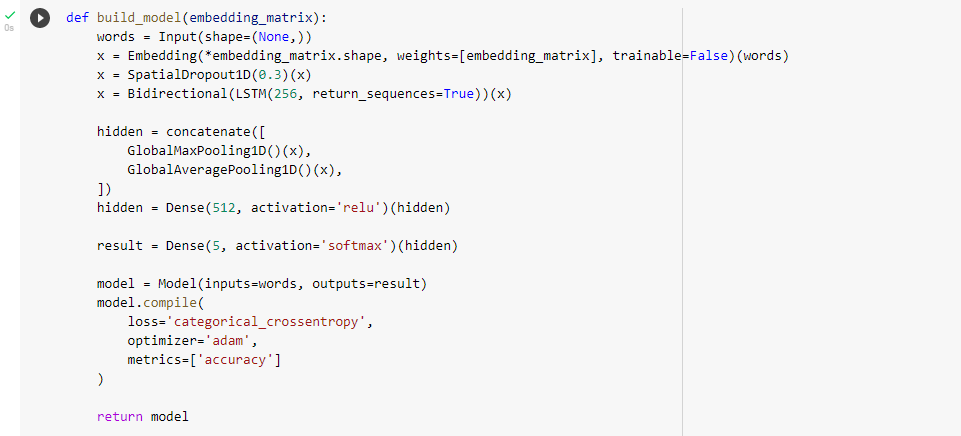 0s
def build_model(embedding_matrix):
    words = Input(shape=(None,))
    x = Embedding(*embedding_matrix.shape, weights=[embedding_matrix], trainable=False)(words)
    x = SpatialDropout1D(0.3)(x)
    x = Bidirectional(LSTM(256, return_sequences=True))(x)

    hidden = concatenate([
        GlobalMaxPooling1D()(x),
        GlobalAveragePooling1D()(x),
    ])
    hidden = Dense(512, activation='relu')(hidden)

    result = Dense(5, activation='softmax')(hidden)

    model = Model(inputs=words, outputs=result)
    model.compile(
        loss='categorical_crossentropy',
        optimizer='adam',
        metrics=['accuracy']
    )

    return model